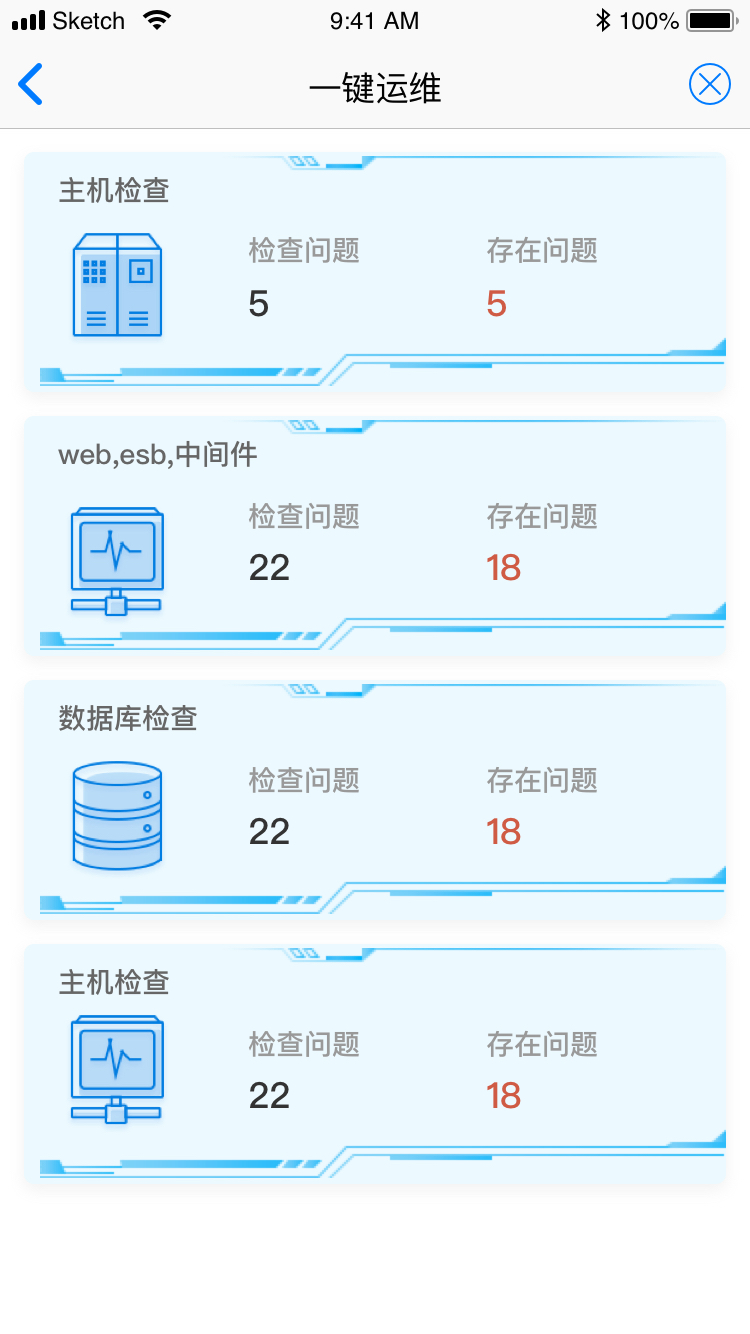 Sketch 9:41 AM 100%
一键运维
主机检查
检查问题 存在问题
5 5
web,esb,中间件
检查问题 存在问题
22 18
数据库检查
检查问题 存在问题
22 18
主机检查
检查问题 存在问题
22 18